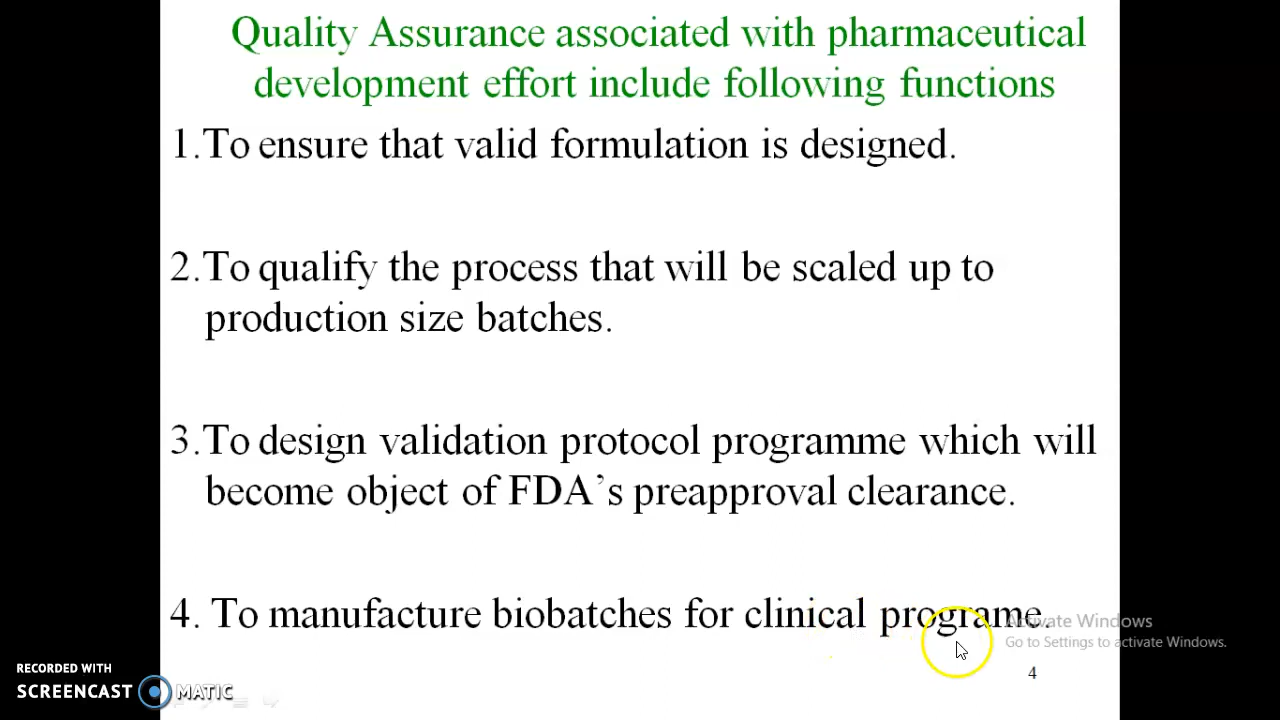 Quality Assurance associated with pharmaceutical
development effort include following functions
1.To ensure that valid formulation is designed.
2.To qualify the process that will be scaled up to
production size batches.
3.To design validation protocol programme which will
become object of FDA’s preapproval clearance.
4. To manufacture biobatches for clinical programe.
Activate Windows
Go to Settings to activate Windows.
4
RECORDED WITH
SCREENCAST MATIC